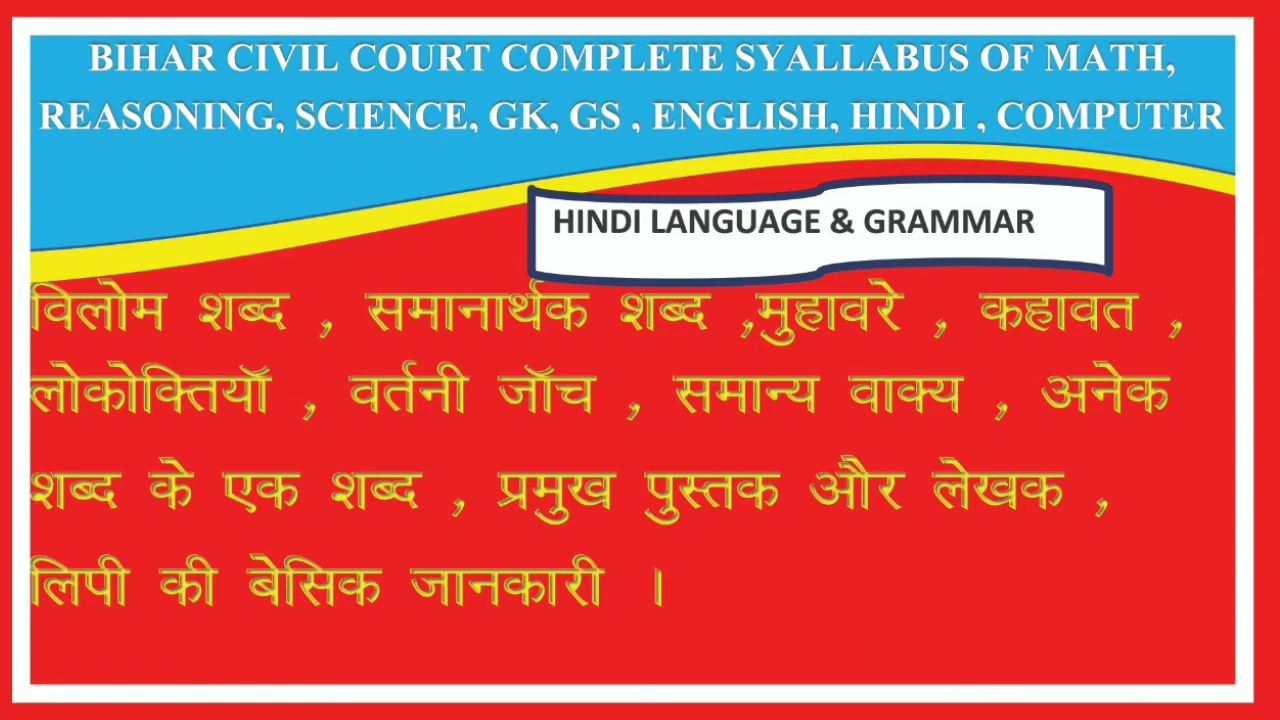 BIHAR CIVIL COURT COMPLETE SYALLABUS OF MATH,
REASONING, SCIENCE, GK, GS , ENGLISH, HINDI , COMPUTER
HINDI LANGUAGE & GRAMMAR
विलोम शब्द , समानार्थक शब्द ,मुहावरे , कहावत ,
लोकोक्तियॉ , वर्तनी जॉच , समान्य वाक्य , अनेक
शब्द के एक शब्द , प्रमुख पुस्तक और लेखक ,
लिपी की बेसिक जानकारी ।